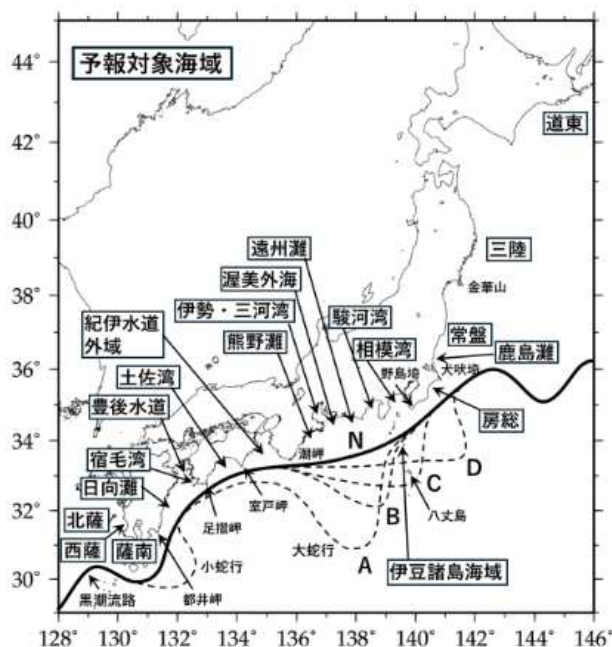 予報対象海域
44°
42°
40°
38°
36°
34°
32°
30°
道東
三陸
金華山
遠州灘
渥美外海
伊勢・三河湾
駿河湾
紀伊水道
外域
熊野灘
相模湾
野島埼
常盤
鹿島灘
犬吠埼
土佐湾
豊後水道
房総
N
潮岬
宿毛湾
日向灘
室戸岬
足摺岬
D
C
B
八丈島
北薩
西薩
薩南
小蛇行
大蛇行
A
伊豆諸島海域
黒潮流路
都井岬
128°
130°
132°
134°
136°
138°
140°
142°
144°
146°